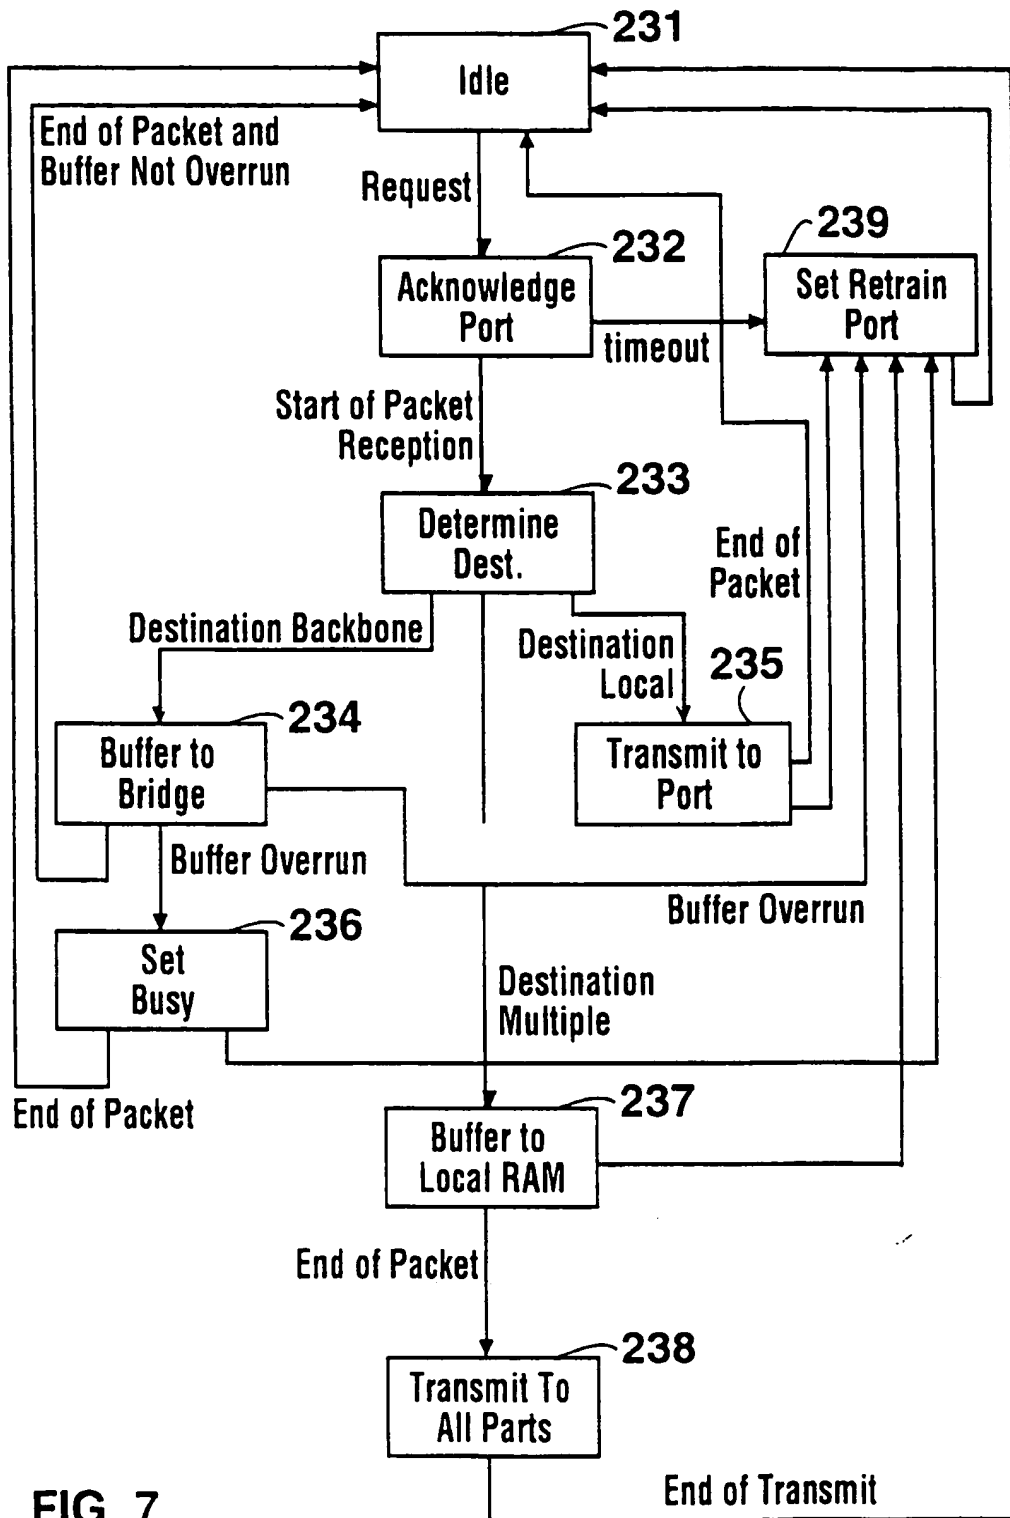 231
Idle
End of Packet and
Buffer Not Overrun
Request
232
239
Acknowledge
Port
Set Retrain
Port
timeout
Start of Packet
Reception
233
Determine
Dest.
End of
Packet
Destination Backbone
Destination
Local
235
234
Buffer to
Bridge
Transmit to
Port
Buffer Overrun
Buffer Overrun
236
Set
Busy
Destination
Multiple
End of Packet
237
Buffer to
Local RAM
End of Packet
238
Transmit To
All Parts
End of Transmit
FIG. 7